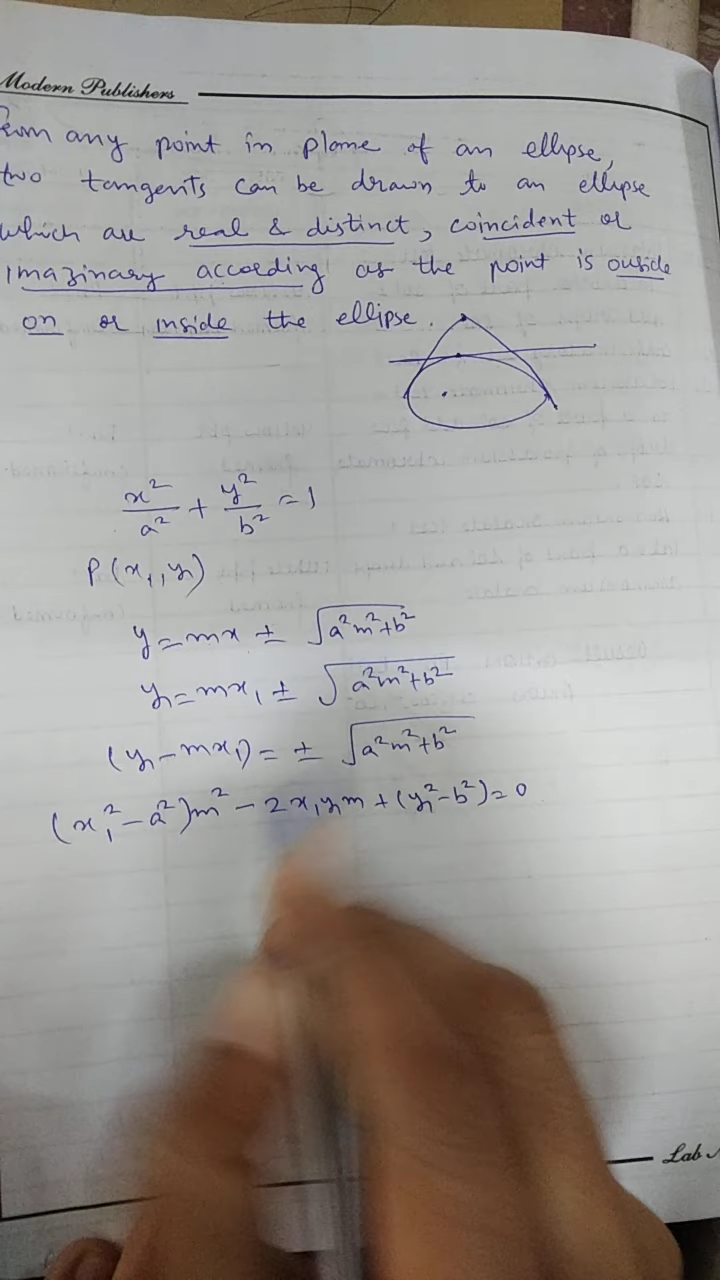 Modern Publishers
From any point in plane of an ellipse,
two tangents can be drawn to an ellipse
which are real & distinct, coincident or
imazinary according as the point is ouside
on or inside the ellipse.
x²/a² + y²/b² = 1
P(x₁, y₁)
y = mx ± √a²m²+b²
y₁ = mx₁ ± √a²m²+b²
(y₁ - mx₁) = ± √a²m²+b²
(x₁² - a²)m² - 2x₁y₁m + (y₁² - b²) = 0
Lab